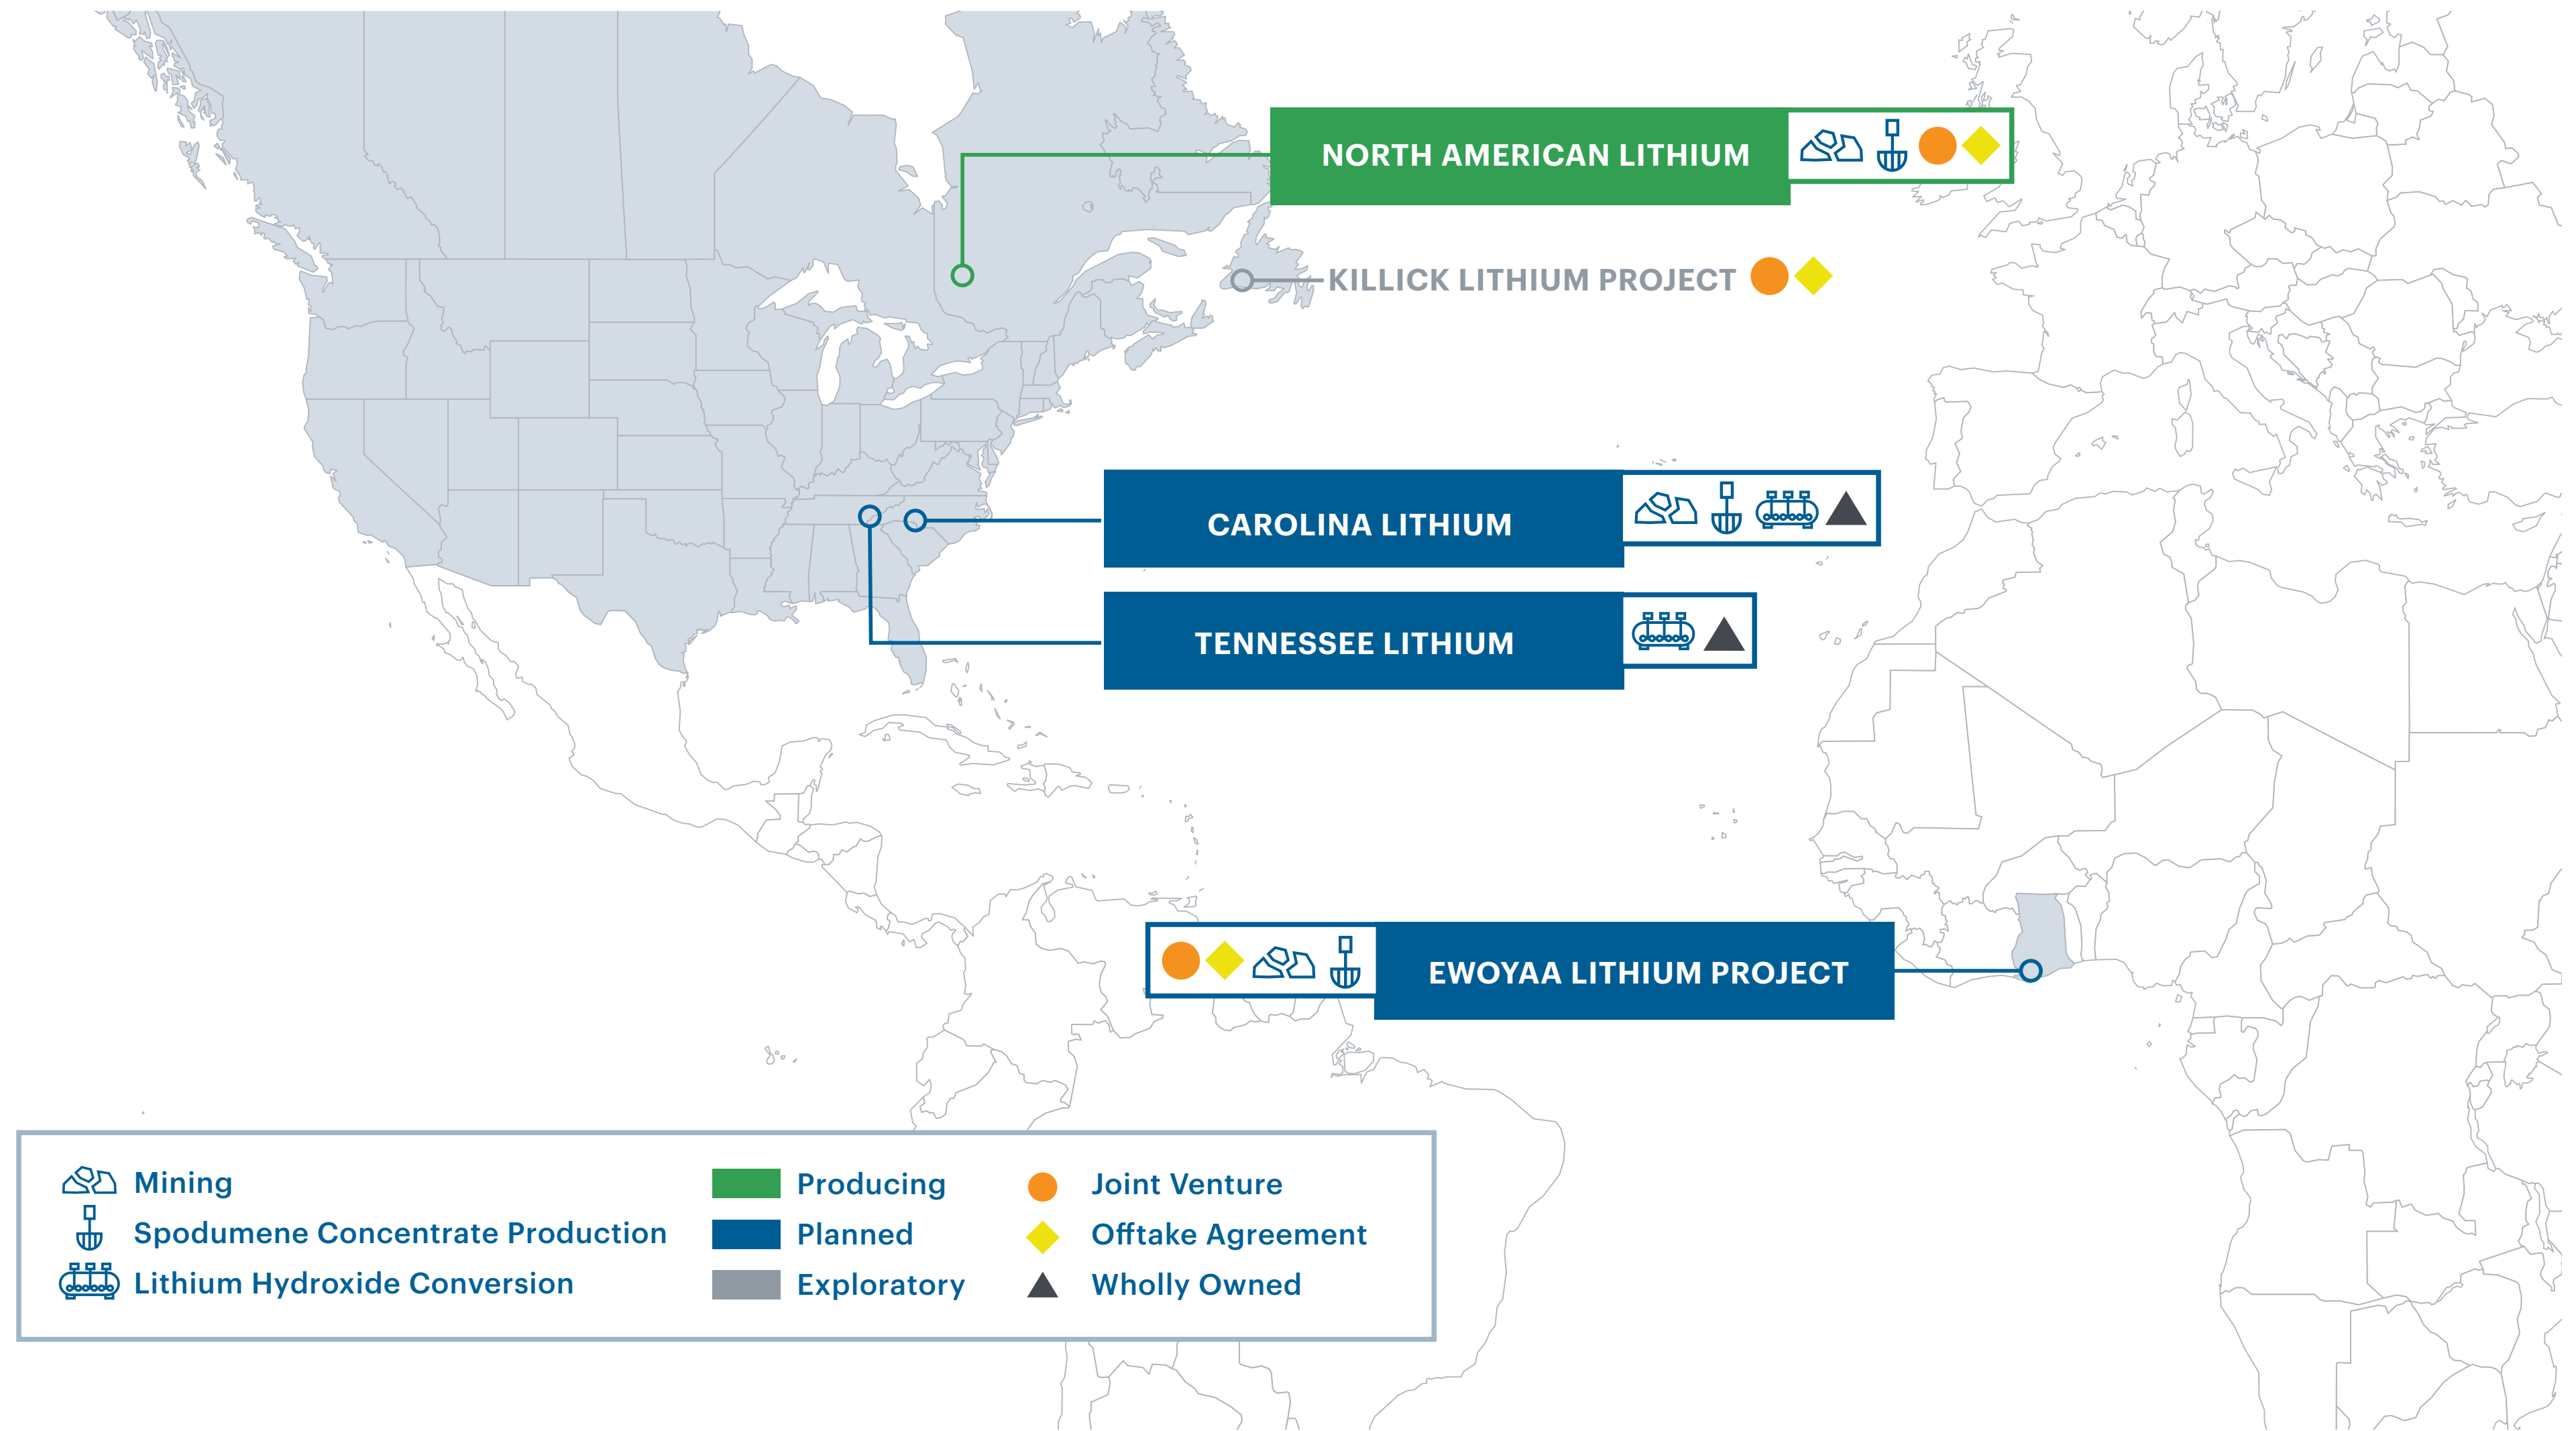 NORTH AMERICAN LITHIUM
KILLICK LITHIUM PROJECT
CAROLINA LITHIUM
TENNESSEE LITHIUM
EWOYAA LITHIUM PROJECT
Mining
Spodumene Concentrate Production
Lithium Hydroxide Conversion
Producing
Planned
Exploratory
Joint Venture
Offtake Agreement
Wholly Owned